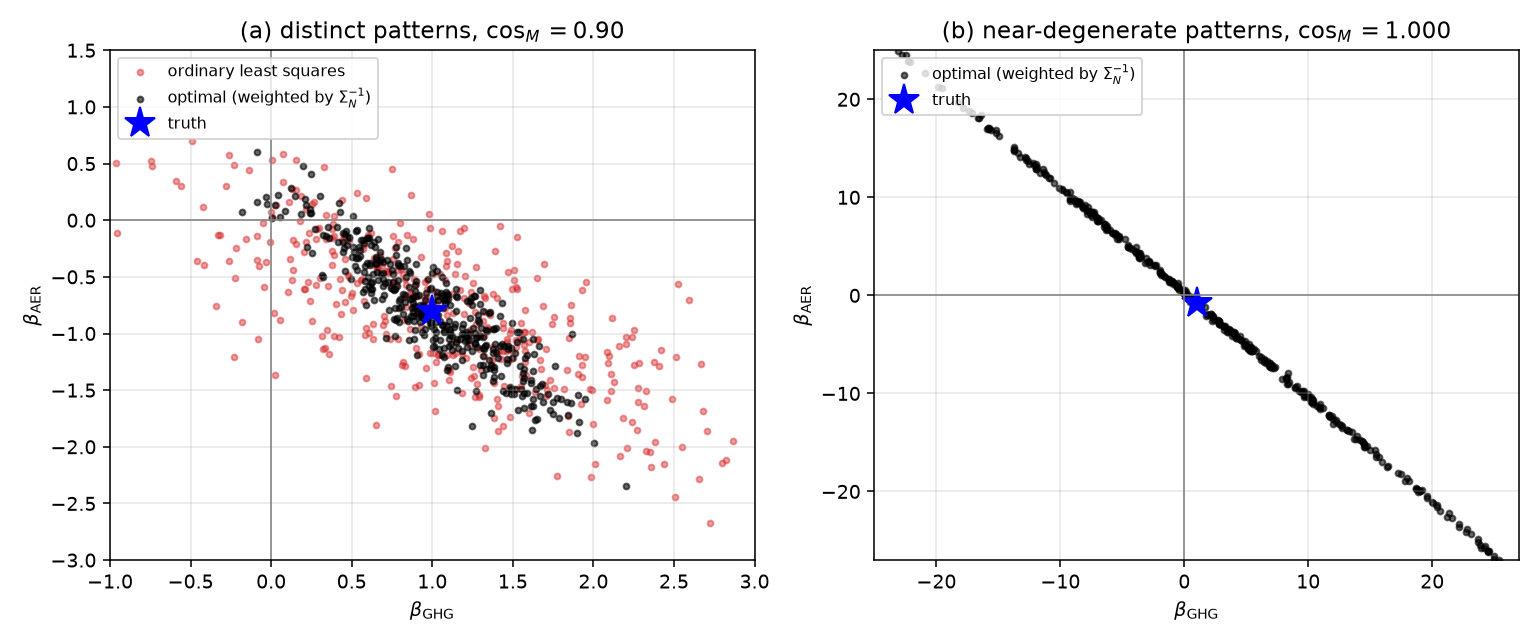 (a) distinct patterns, cos_M = 0.90
ordinary least squares
optimal (weighted by Σ_N^{−1})
truth
1.5
1.0
0.5
0.0
−0.5
−1.0
−1.5
−2.0
−2.5
−3.0
β_AER
−1.0 −0.5 0.0 0.5 1.0 1.5 2.0 2.5 3.0
β_GHG
(b) near-degenerate patterns, cos_M = 1.000
optimal (weighted by Σ_N^{−1})
truth
20
10
0
−10
−20
β_AER
−20 −10 0 10 20
β_GHG